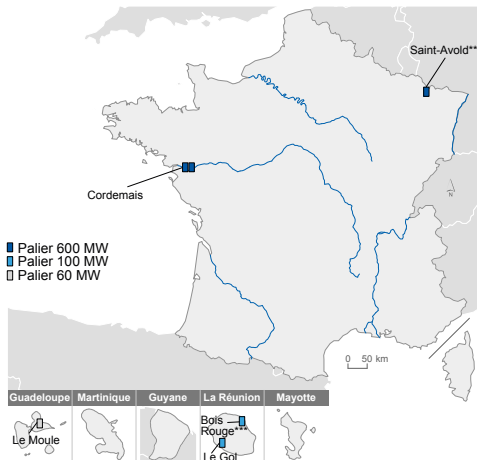 Saint-Avold**
Cordemais
N
Palier 600 MW
Palier 100 MW
Palier 60 MW
0 50 km
Guadeloupe Martinique Guyane La Réunion Mayotte
Le Moule
Bois
Rouge***
Le Gol